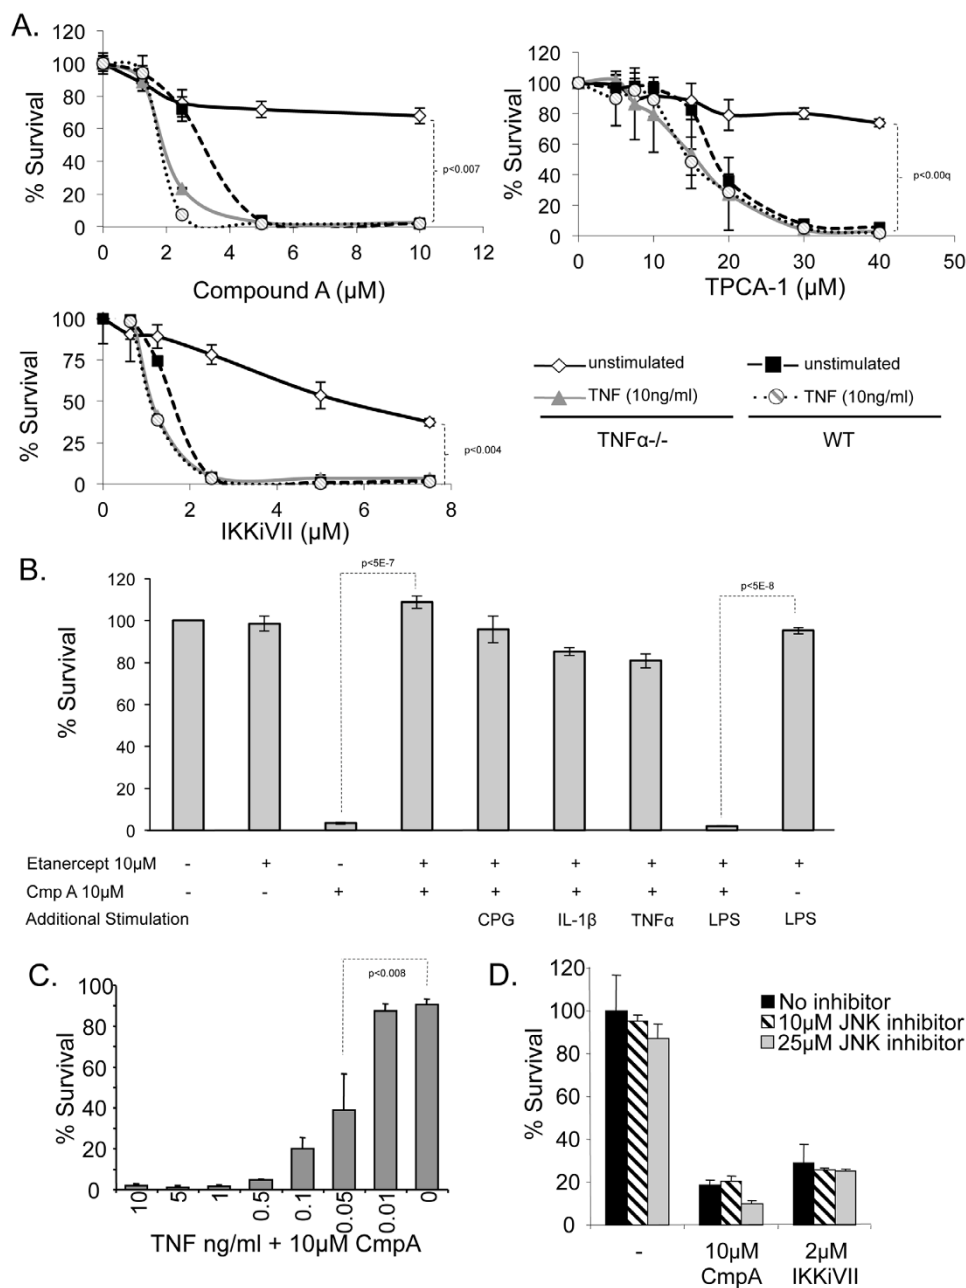 A.
120
100
80
60
40
20
0
% Survival
p<0.007
0 2 4 6 8 10 12
Compound A (µM)
120
100
80
60
40
20
0
% Survival
p<0.00q
0 10 20 30 40 50
TPCA-1 (µM)
100
75
50
25
0
% Survival
p<0.004
0 2 4 6 8
IKKiVII (µM)
unstimulated
TNF (10ng/ml)
TNFα-/-
unstimulated
TNF (10ng/ml)
WT
B.
120
100
80
60
40
20
0
% Survival
p<5E-7
p<5E-8
Etanercept 10µM - + - + + + + + +
Cmp A 10µM - - + + + + + + -
Additional Stimulation CPG IL-1β TNFα LPS LPS
C.
100
80
60
40
20
0
% Survival
p<0.008
10 5 1 0.5 0.1 0.05 0.01 0
TNF ng/ml + 10µM CmpA
D.
120
100
80
60
40
20
0
% Survival
No inhibitor
10µM JNK inhibitor
25µM JNK inhibitor
- 10µM 2µM
CmpA IKKiVII